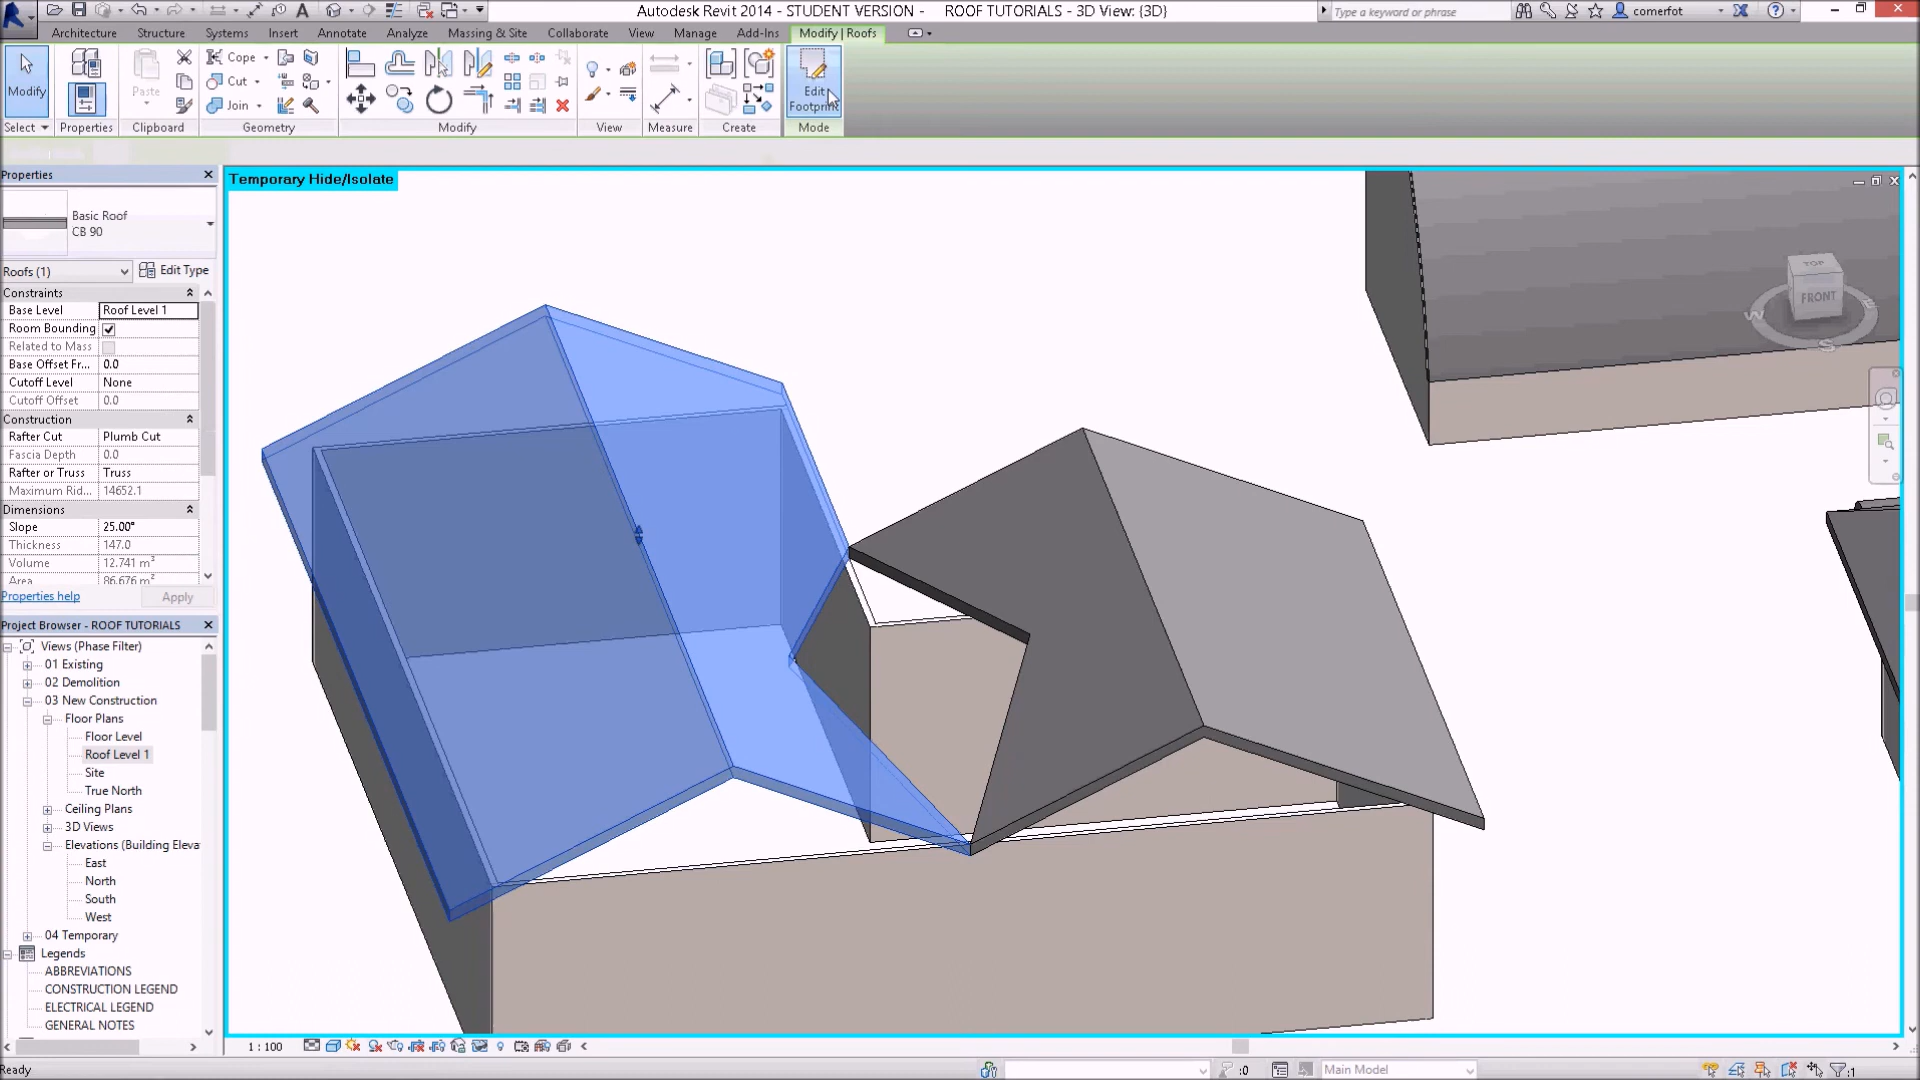 Autodesk Revit 2014 - STUDENT VERSION - ROOF TUTORIALS - 3D View: {3D}
Type a keyword or phrase
comerfot
Architecture Structure Systems Insert Annotate Analyze Massing & Site Collaborate View Manage Add-Ins Modify | Roofs
Modify
Paste
Cope
Cut
Join
Edit
Footprint
Select Properties Clipboard Geometry Modify View Measure Create Mode
Properties
Basic Roof
CB 90
Roofs (1)
Edit Type
Constraints
Base Level Roof Level 1
Room Bounding
Related to Mass
Base Offset Fr... 0.0
Cutoff Level None
Cutoff Offset 0.0
Construction
Rafter Cut Plumb Cut
Fascia Depth 0.0
Rafter or Truss Truss
Maximum Rid... 14652.1
Dimensions
Slope 25.00°
Thickness 147.0
Volume 12.741 m³
Area 86.676 m²
Properties help
Apply
Project Browser - ROOF TUTORIALS
Views (Phase Filter)
01 Existing
02 Demolition
03 New Construction
Floor Plans
Floor Level
Roof Level 1
Site
True North
Ceiling Plans
3D Views
Elevations (Building Eleva
East
North
South
West
04 Temporary
Legends
ABBREVIATIONS
CONSTRUCTION LEGEND
ELECTRICAL LEGEND
GENERAL NOTES
Temporary Hide/Isolate
TOP
FRONT
W
S
E
1 : 100
Ready
:0
Main Model
:1